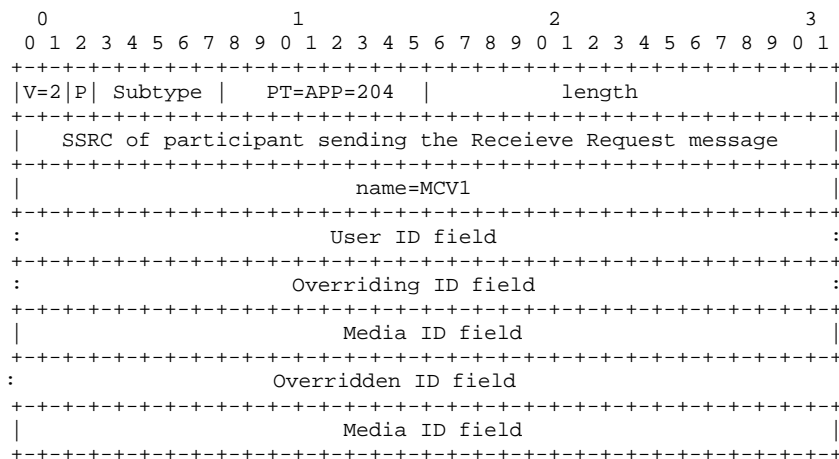 0                   1                   2                   3
0 1 2 3 4 5 6 7 8 9 0 1 2 3 4 5 6 7 8 9 0 1 2 3 4 5 6 7 8 9 0 1
+-+-+-+-+-+-+-+-+-+-+-+-+-+-+-+-+-+-+-+-+-+-+-+-+-+-+-+-+-+-+-+-+
|V=2|P| Subtype |   PT=APP=204  |          length               |
+-+-+-+-+-+-+-+-+-+-+-+-+-+-+-+-+-+-+-+-+-+-+-+-+-+-+-+-+-+-+-+-+
|   SSRC of participant sending the Receieve Request message    |
+-+-+-+-+-+-+-+-+-+-+-+-+-+-+-+-+-+-+-+-+-+-+-+-+-+-+-+-+-+-+-+-+
|                          name=MCV1                            |
+-+-+-+-+-+-+-+-+-+-+-+-+-+-+-+-+-+-+-+-+-+-+-+-+-+-+-+-+-+-+-+-+
:                        User ID field                          :
+-+-+-+-+-+-+-+-+-+-+-+-+-+-+-+-+-+-+-+-+-+-+-+-+-+-+-+-+-+-+-+-+
:                     Overriding ID field                       :
+-+-+-+-+-+-+-+-+-+-+-+-+-+-+-+-+-+-+-+-+-+-+-+-+-+-+-+-+-+-+-+-+
|                         Media ID field                        |
+-+-+-+-+-+-+-+-+-+-+-+-+-+-+-+-+-+-+-+-+-+-+-+-+-+-+-+-+-+-+-+-+
:                    Overridden ID field
+-+-+-+-+-+-+-+-+-+-+-+-+-+-+-+-+-+-+-+-+-+-+-+-+-+-+-+-+-+-+-+-+
|                         Media ID field                        |
+-+-+-+-+-+-+-+-+-+-+-+-+-+-+-+-+-+-+-+-+-+-+-+-+-+-+-+-+-+-+-+-+